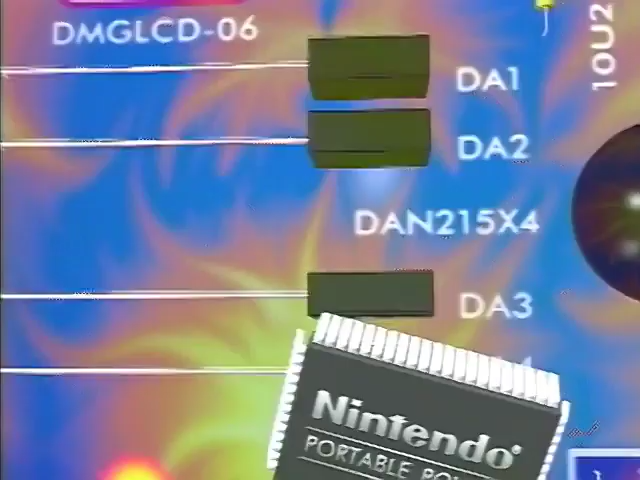 DMGLCD-06
10U2
DA1
DA2
DAN215X4
DA3
Nintendo
PORTABLE